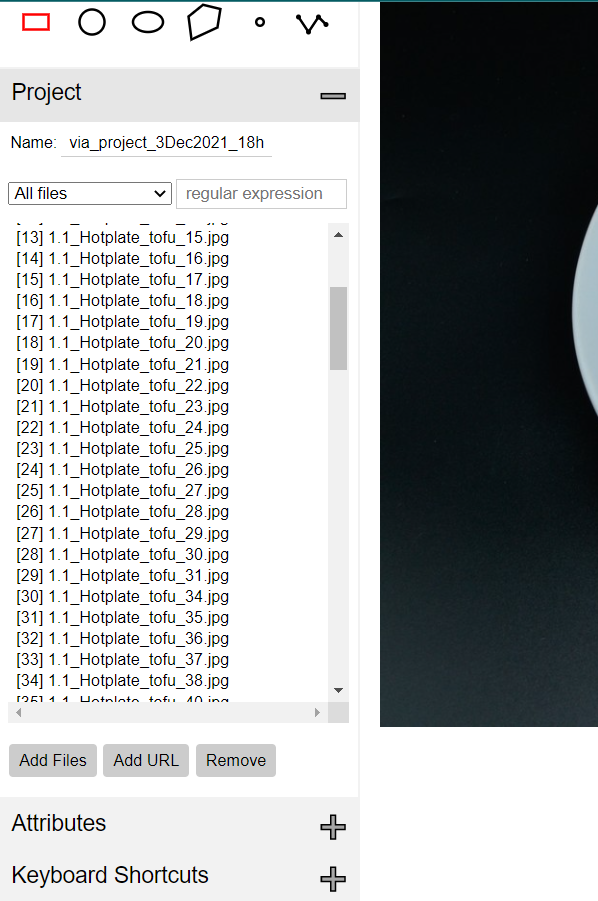 Project
Name: via_project_3Dec2021_18h
All files
regular expression
[13] 1.1_Hotplate_tofu_15.jpg
[14] 1.1_Hotplate_tofu_16.jpg
[15] 1.1_Hotplate_tofu_17.jpg
[16] 1.1_Hotplate_tofu_18.jpg
[17] 1.1_Hotplate_tofu_19.jpg
[18] 1.1_Hotplate_tofu_20.jpg
[19] 1.1_Hotplate_tofu_21.jpg
[20] 1.1_Hotplate_tofu_22.jpg
[21] 1.1_Hotplate_tofu_23.jpg
[22] 1.1_Hotplate_tofu_24.jpg
[23] 1.1_Hotplate_tofu_25.jpg
[24] 1.1_Hotplate_tofu_26.jpg
[25] 1.1_Hotplate_tofu_27.jpg
[26] 1.1_Hotplate_tofu_28.jpg
[27] 1.1_Hotplate_tofu_29.jpg
[28] 1.1_Hotplate_tofu_30.jpg
[29] 1.1_Hotplate_tofu_31.jpg
[30] 1.1_Hotplate_tofu_34.jpg
[31] 1.1_Hotplate_tofu_35.jpg
[32] 1.1_Hotplate_tofu_36.jpg
[33] 1.1_Hotplate_tofu_37.jpg
[34] 1.1_Hotplate_tofu_38.jpg
[35] 1.1_Hotplate_tofu_40.jpg
Add Files Add URL Remove
Attributes
Keyboard Shortcuts